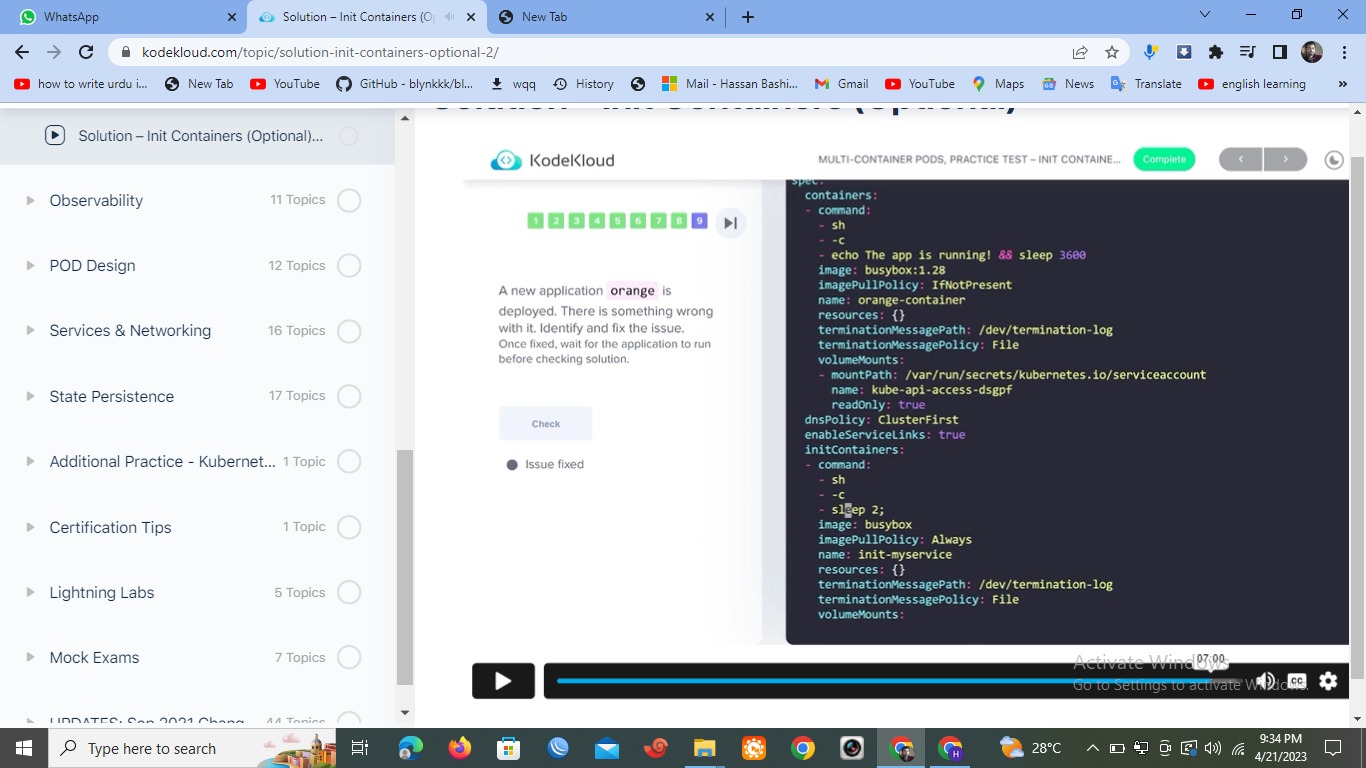 WhatsApp
Solution – Init Containers (O
New Tab
kodekloud.com/topic/solution-init-containers-optional-2/
how to write urdu i...
New Tab
YouTube
GitHub - blynkkk/bl...
wqq
History
Mail - Hassan Bashi...
Gmail
YouTube
Maps
News
Translate
english learning
»
Solution – Init Containers (Optional)...
Observability
11 Topics
POD Design
12 Topics
Services & Networking
16 Topics
State Persistence
17 Topics
Additional Practice - Kubernet...
1 Topic
Certification Tips
1 Topic
Lightning Labs
5 Topics
Mock Exams
7 Topics
UPDATES: Sep 2021 Chang
44 Topics
Solution – Init Containers (Optional)
KodeKloud
MULTI-CONTAINER PODS, PRACTICE TEST – INIT CONTAINE...
Complete
1 2 3 4 5 6 7 8 9
A new application orange is
deployed. There is something wrong
with it. Identify and fix the issue.
Once fixed, wait for the application to run
before checking solution.
Check
Issue fixed
spec:
containers:
- command:
- sh
- -c
- echo The app is running! && sleep 3600
image: busybox:1.28
imagePullPolicy: IfNotPresent
name: orange-container
resources: {}
terminationMessagePath: /dev/termination-log
terminationMessagePolicy: File
volumeMounts:
- mountPath: /var/run/secrets/kubernetes.io/serviceaccount
name: kube-api-access-dsgpf
readOnly: true
dnsPolicy: ClusterFirst
enableServiceLinks: true
initContainers:
- command:
- sh
- -c
- sleep 2;
image: busybox
imagePullPolicy: Always
name: init-myservice
resources: {}
terminationMessagePath: /dev/termination-log
terminationMessagePolicy: File
volumeMounts:
07:00
CC
Activate Windows
Go to Settings to activate Windows.
Type here to search
28°C
9:34 PM
4/21/2023